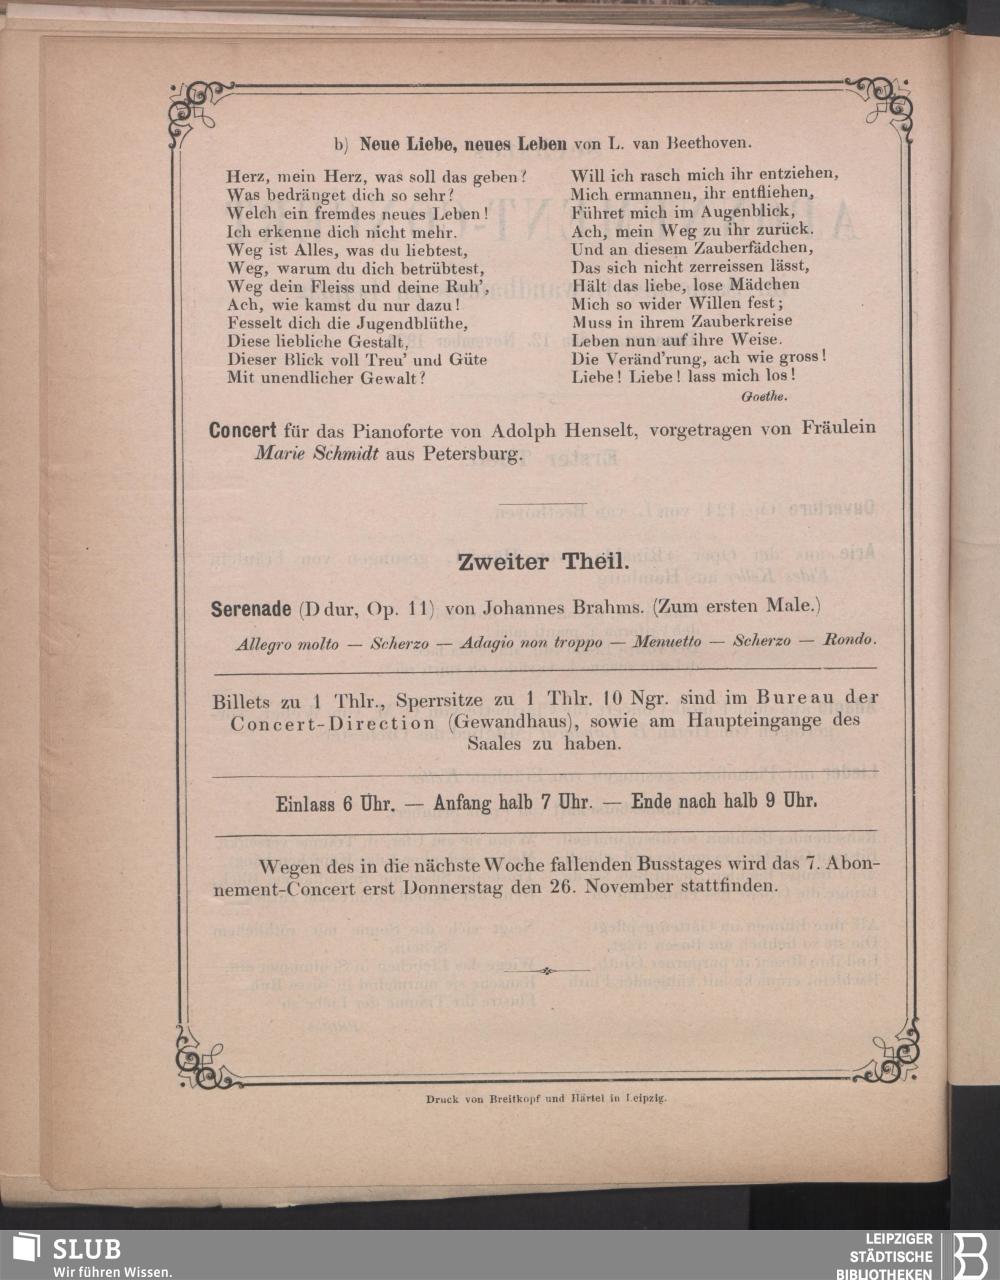 b) Neue Liebe, neues Leben von L. van Beethoven.
Herz, mein Herz, was soll das geben?
Was bedränget dich so sehr?
Welch ein fremdes neues Leben!
Ich erkenne dich nicht mehr.
Weg ist Alles, was du liebtest,
Weg, warum du dich betrübtest,
Weg dein Fleiss und deine Ruh',
Ach, wie kamst du nur dazu!
Fesselt dich die Jugendblüthe,
Diese liebliche Gestalt,
Dieser Blick voll Treu' und Güte
Mit unendlicher Gewalt?
Will ich rasch mich ihr entziehen,
Mich ermannen, ihr entfliehen,
Führet mich im Augenblick,
Ach, mein Weg zu ihr zurück.
Und an diesem Zauberfädchen,
Das sich nicht zerreissen lässt,
Hält das liebe, lose Mädchen
Mich so wider Willen fest;
Muss in ihrem Zauberkreise
Leben nun auf ihre Weise.
Die Veränd'rung, ach wie gross!
Liebe! Liebe! lass mich los!
Goethe.
Concert für das Pianoforte von Adolph Henselt, vorgetragen von Fräulein
Marie Schmidt aus Petersburg.
Zweiter Theil.
Serenade (D dur, Op. 11) von Johannes Brahms. (Zum ersten Male.)
Allegro molto — Scherzo — Adagio non troppo — Menuetto — Scherzo — Rondo.
Billets zu 1 Thlr., Sperrsitze zu 1 Thlr. 10 Ngr. sind im Bureau der
Concert-Direction (Gewandhaus), sowie am Haupteingange des
Saales zu haben.
Einlass 6 Uhr. — Anfang halb 7 Uhr. — Ende nach halb 9 Uhr.
Wegen des in die nächste Woche fallenden Busstages wird das 7. Abon-
nement-Concert erst Donnerstag den 26. November stattfinden.
Druck von Breitkopf und Härtel in Leipzig.
SLUB
Wir führen Wissen.
LEIPZIGER
STÄDTISCHE
BIBLIOTHEKEN